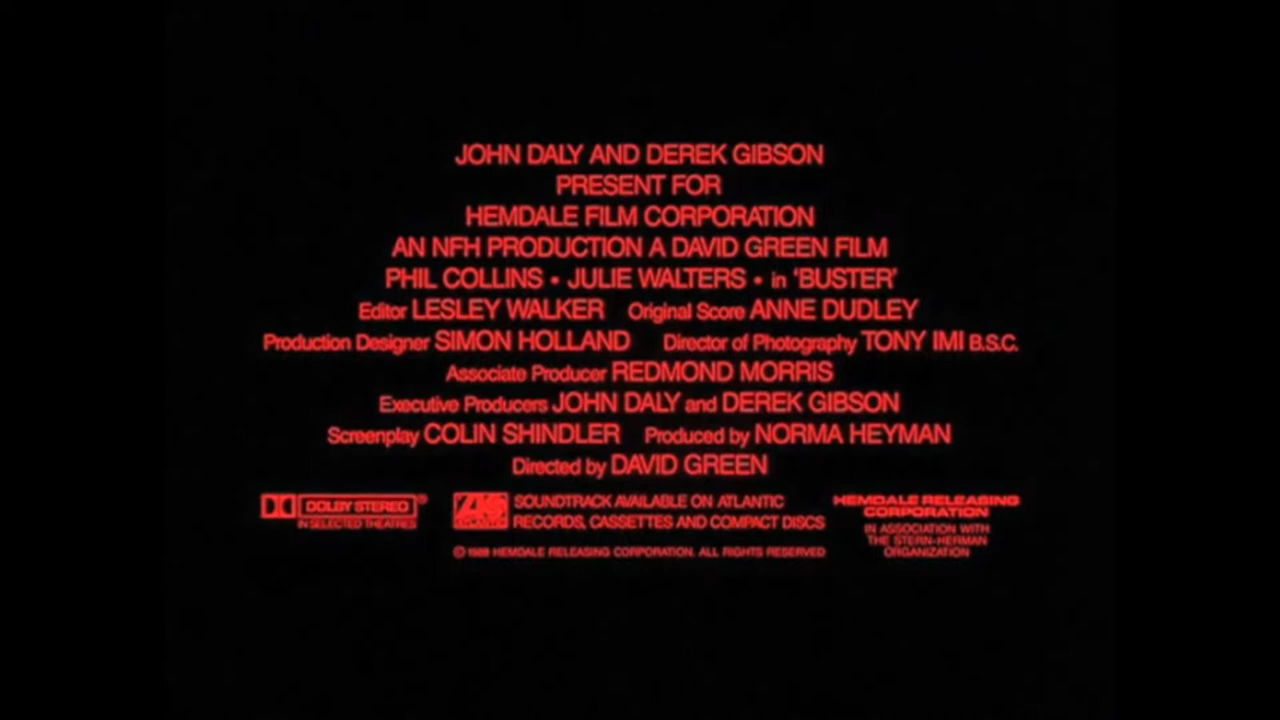 JOHN DALY AND DEREK GIBSON
PRESENT FOR
HEMDALE FILM CORPORATION
AN NFH PRODUCTION A DAVID GREEN FILM
PHIL COLLINS • JULIE WALTERS • in 'BUSTER'
Editor LESLEY WALKER Original Score ANNE DUDLEY
Production Designer SIMON HOLLAND Director of Photography TONY IMI B.S.C.
Associate Producer REDMOND MORRIS
Executive Producers JOHN DALY and DEREK GIBSON
Screenplay COLIN SHINDLER Produced by NORMA HEYMAN
Directed by DAVID GREEN
DOLBY STEREO ®
IN SELECTED THEATRES
ATLANTIC
SOUNDTRACK AVAILABLE ON ATLANTIC
RECORDS, CASSETTES AND COMPACT DISCS
© 1988 HEMDALE RELEASING CORPORATION. ALL RIGHTS RESERVED
HEMDALE RELEASING
CORPORATION
IN ASSOCIATION WITH
THE STERN-HERMAN
ORGANIZATION